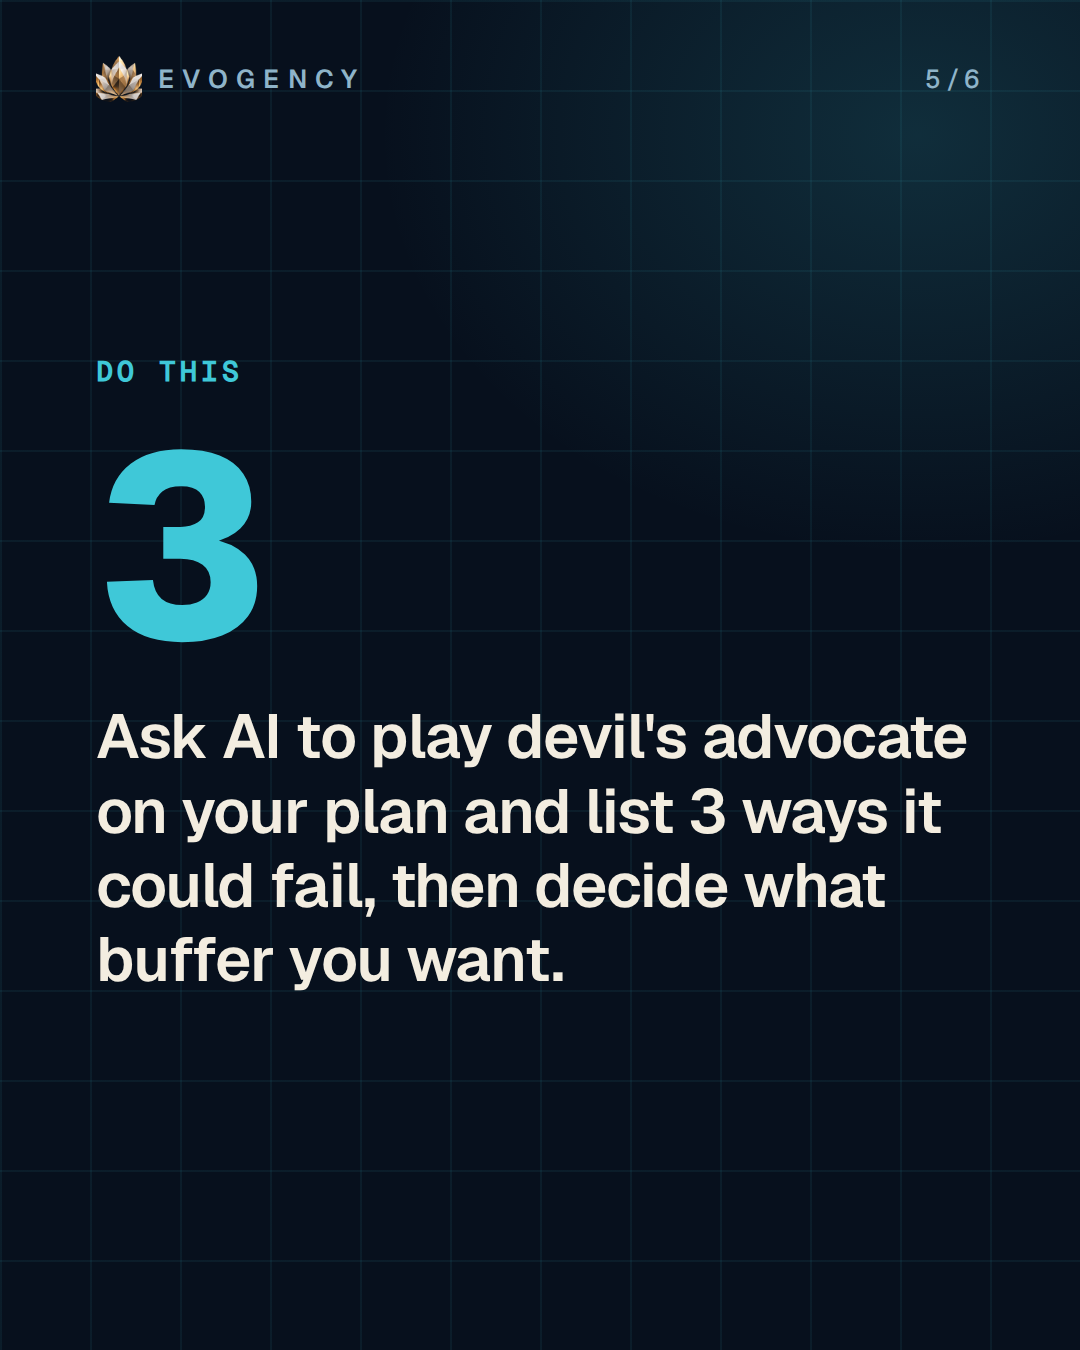 EVOGENCY
5/6
DO THIS
3
Ask AI to play devil's advocate
on your plan and list 3 ways it
could fail, then decide what
buffer you want.